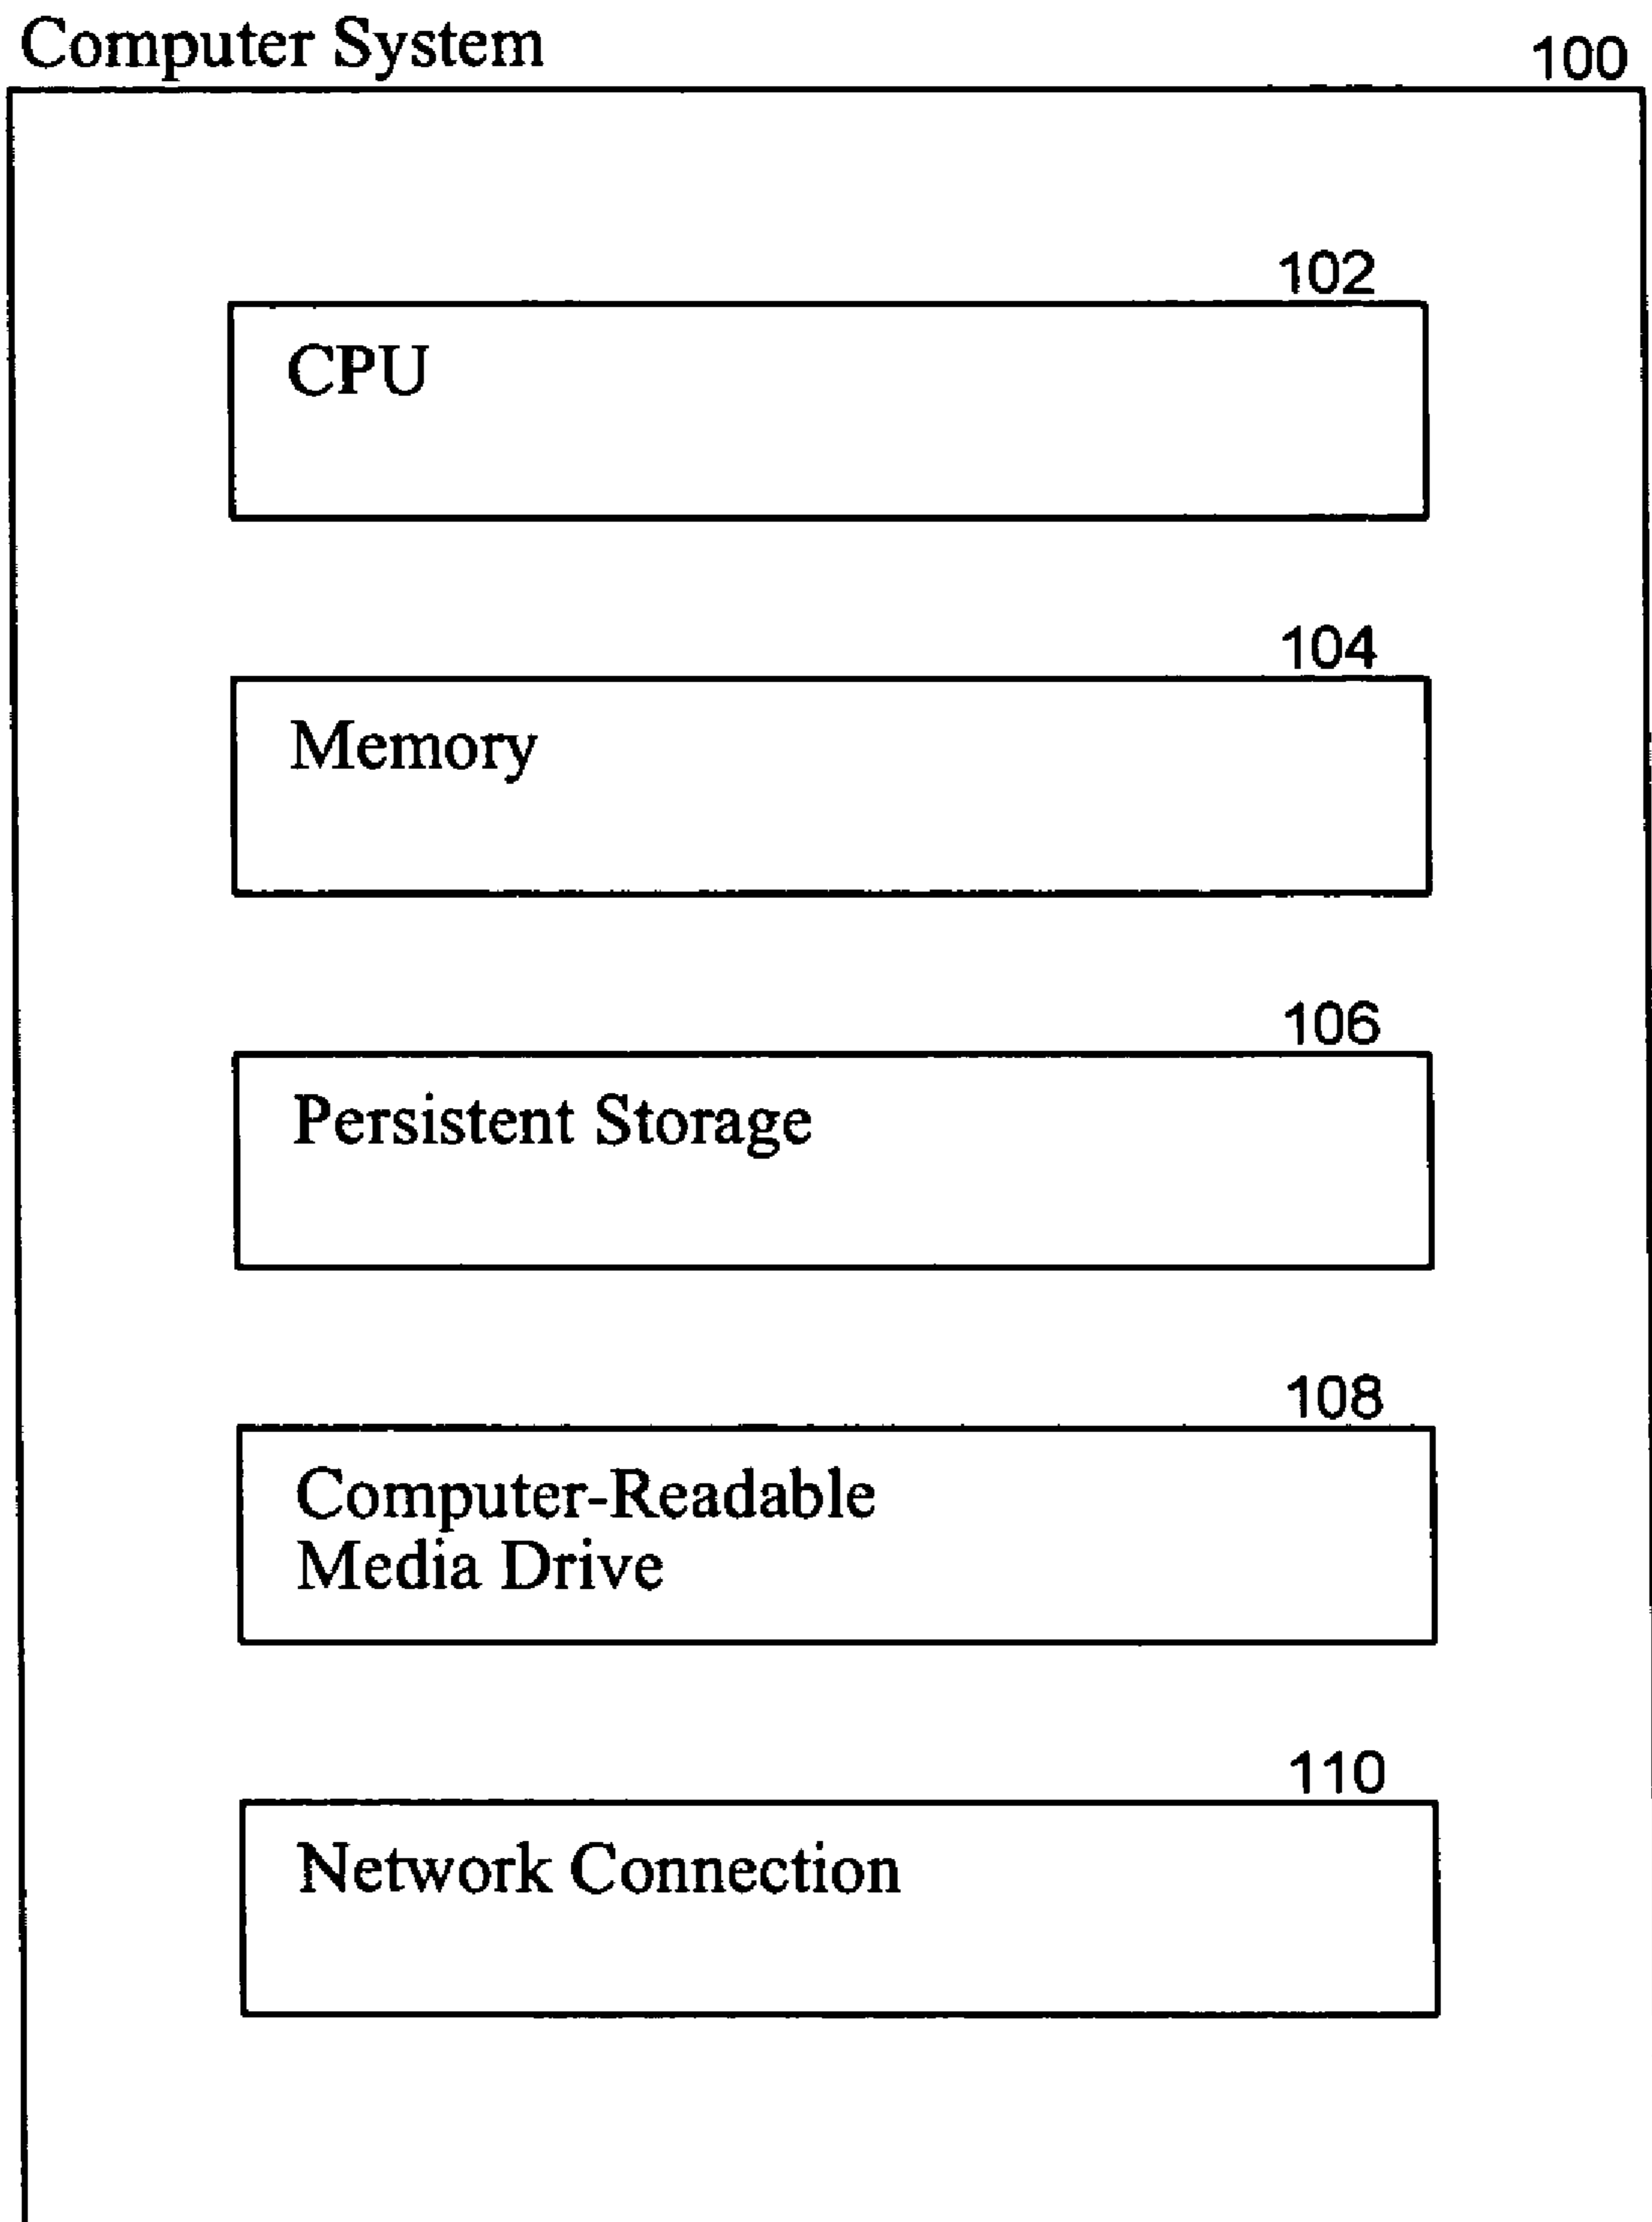 Computer System 100
102
CPU
104
Memory
106
Persistent Storage
108
Computer-Readable
Media Drive
110
Network Connection